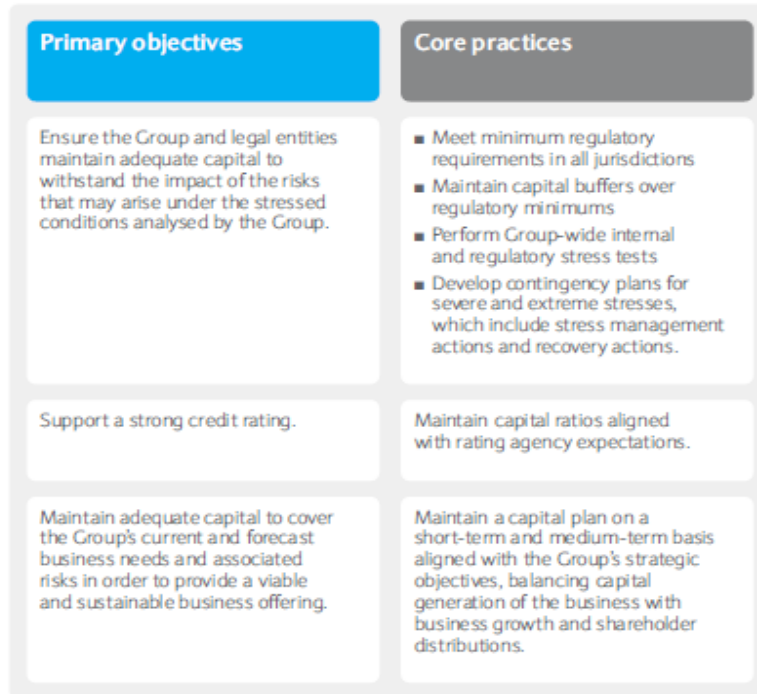 Primary objectives
Core practices
Ensure the Group and legal entities
maintain adequate capital to
withstand the impact of the risks
that may arise under the stressed
conditions analysed by the Group.
■ Meet minimum regulatory
requirements in all jurisdictions
■ Maintain capital buffers over
regulatory minimums
■ Perform Group-wide internal
and regulatory stress tests
■ Develop contingency plans for
severe and extreme stresses,
which include stress management
actions and recovery actions.
Support a strong credit rating.
Maintain capital ratios aligned
with rating agency expectations.
Maintain adequate capital to cover
the Group's current and forecast
business needs and associated
risks in order to provide a viable
and sustainable business offering.
Maintain a capital plan on a
short-term and medium-term basis
aligned with the Group's strategic
objectives, balancing capital
generation of the business with
business growth and shareholder
distributions.